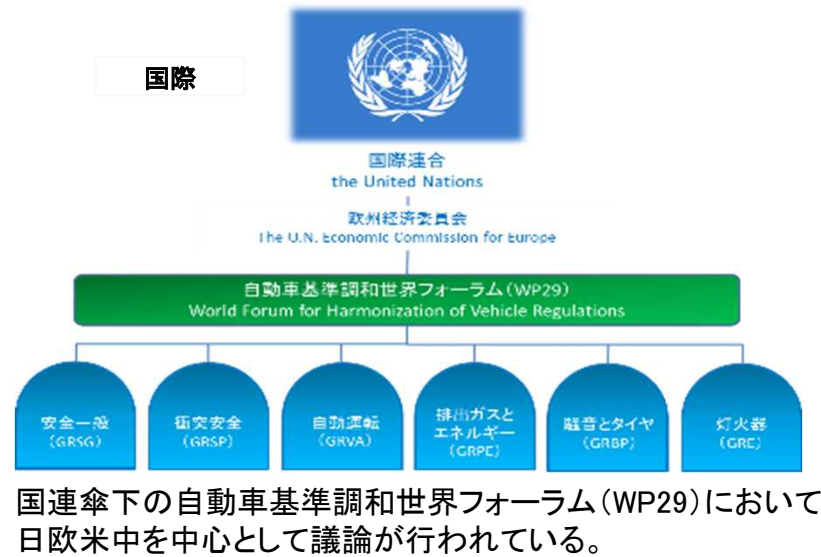 国際
国際連合
the United Nations
欧州経済委員会
The U.N. Economic Commission for Europe
自動車基準調和世界フォーラム(WP29)
World Forum for Harmonization of Vehicle Regulations
安全一般
(GRSG)
衝突安全
(GRSP)
自動運転
(GRVA)
排出ガスと
エネルギー
(GRPE)
騒音とタイヤ
(GRBP)
灯火器
(GRE)
国連傘下の自動車基準調和世界フォーラム(WP29)において
日欧米中を中心として議論が行われている。